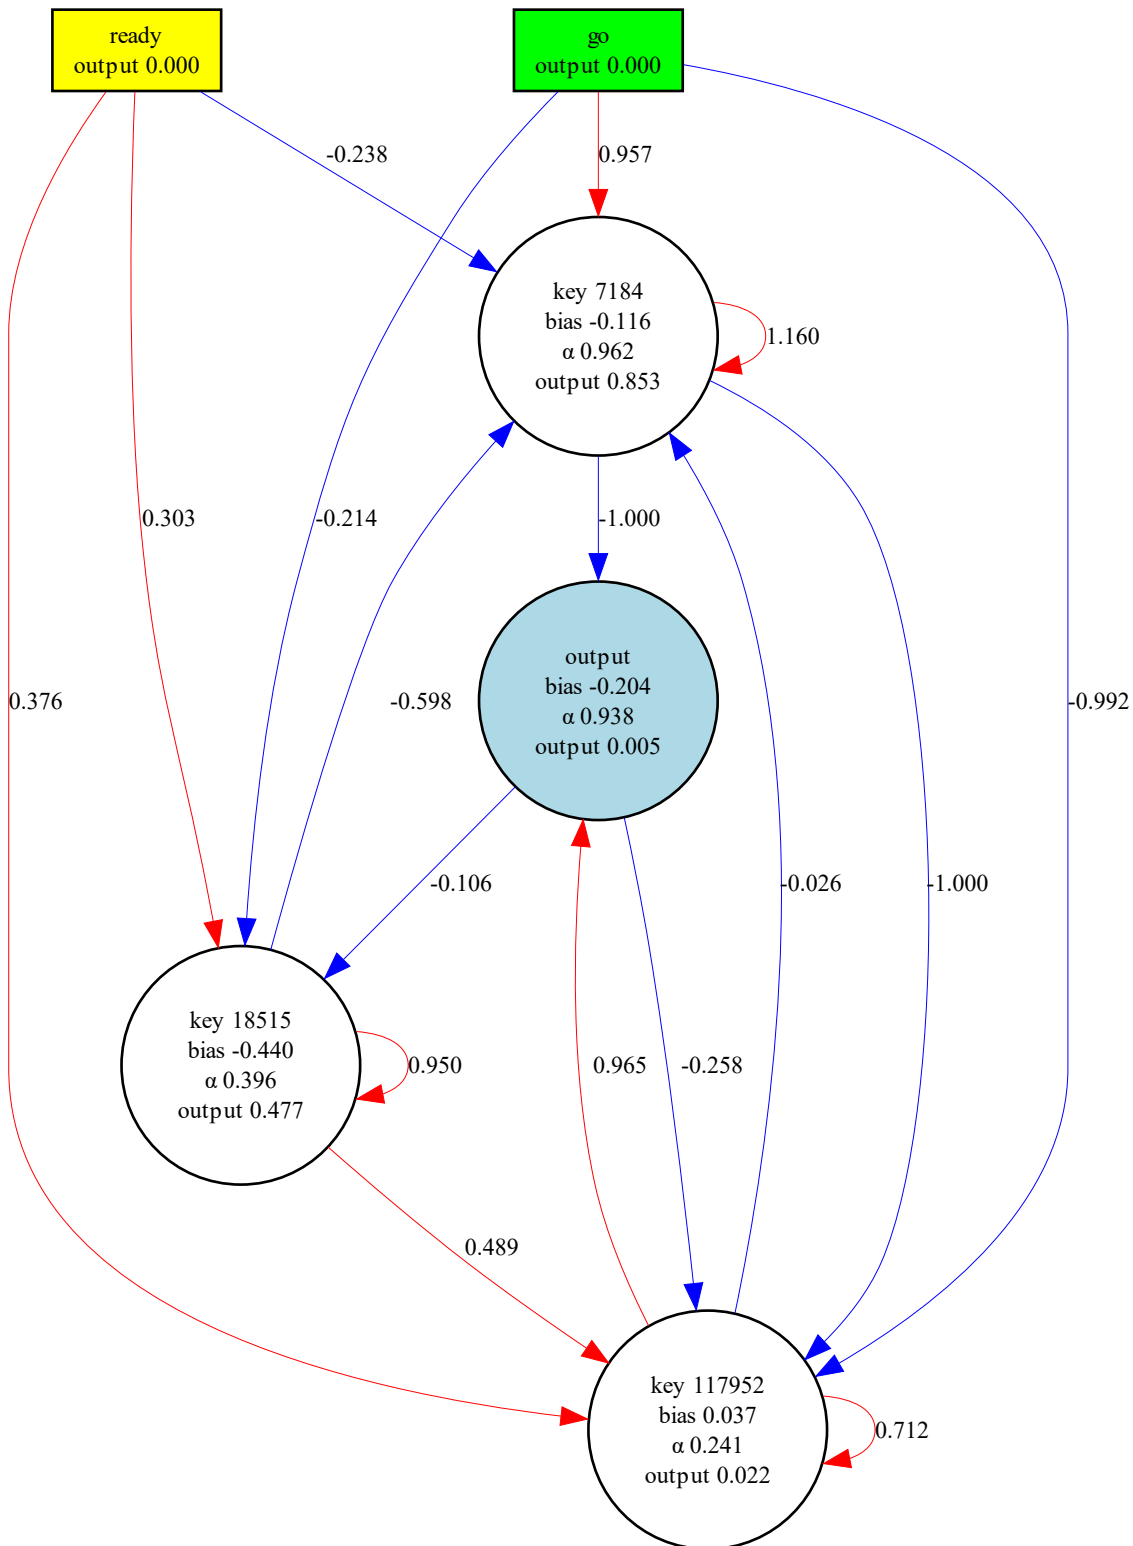 ready
output 0.000
go
output 0.000
-0.238
0.957
key 7184
bias -0.116
α 0.962
output 0.853
1.160
0.303
-0.214
-1.000
output
bias -0.204
α 0.938
output 0.005
0.376
-0.598
-0.992
-0.106
-0.026
-1.000
key 18515
bias -0.440
α 0.396
output 0.477
0.950
0.965
-0.258
0.489
key 117952
bias 0.037
α 0.241
output 0.022
0.712